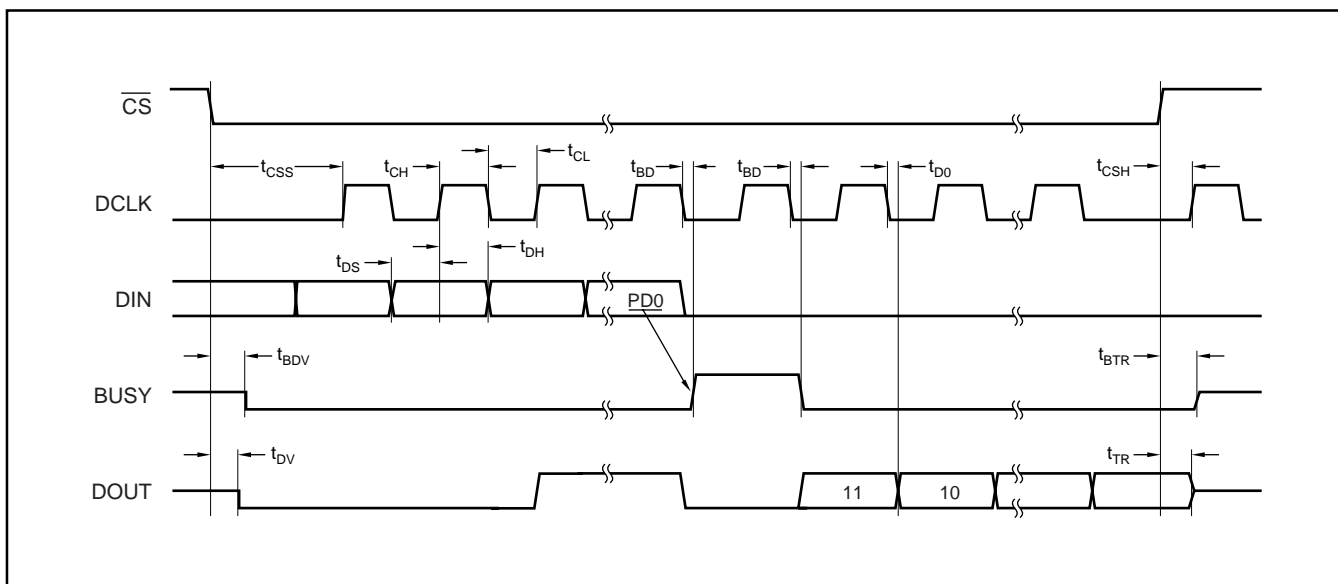 CS
tCSS
tCH
tCL
tBD
tBD
tD0
tCSH
DCLK
tDS
tDH
DIN
PD0
tBDV
tBTR
BUSY
tDV
tTR
DOUT
11
10